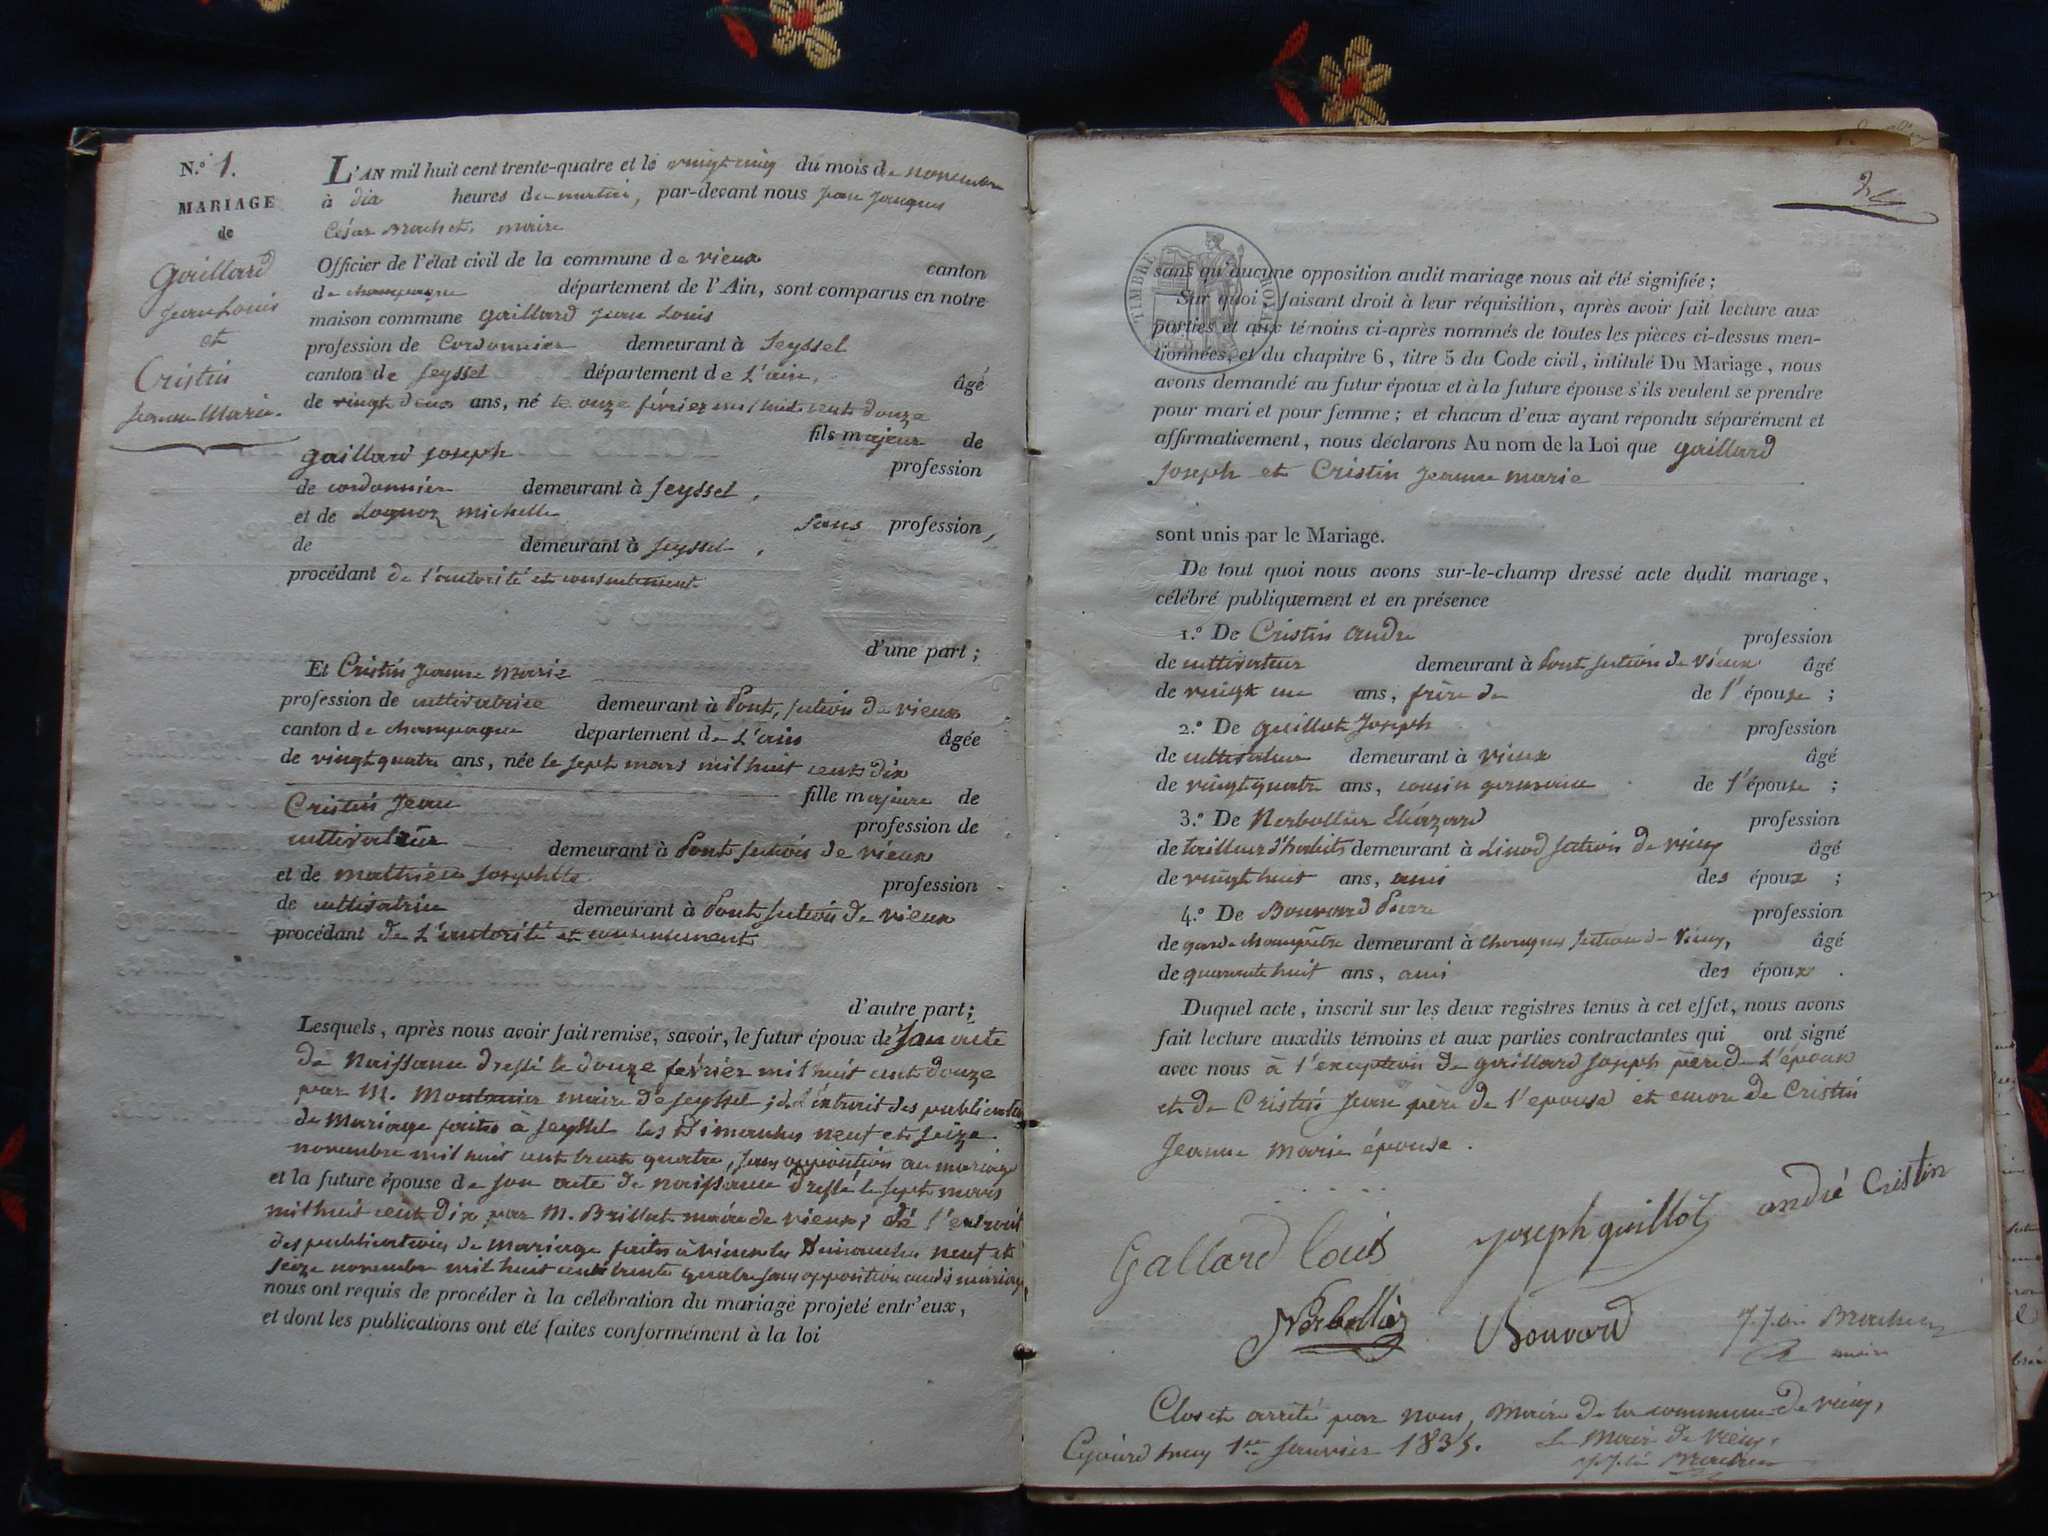 N.º 1.
MARIAGE
de
Gaillard
Jean Louis
et
Cristin
Jeanne Marie.
L'AN mil huit cent trente-quatre et le vingt cinq du mois de novembre
à dix heures du matin, par-devant nous Jean Jacques
César Brachet, maire
Officier de l'état civil de la commune de vieux canton
de champagne département de l'Ain, sont comparus en notre
maison commune gaillard Jean Louis
profession de Cordonnier demeurant à Seyssel
canton de Seyssel département de L'ain, âgé
de vingt deux ans, né le onze février mil huit cent douze
fils majeur de
gaillard Joseph profession
de cordonnier demeurant à Seyssel,
et de michelle sans profession,
de demeurant à Seyssel,
procédant de l'autorité et consentement
d'une part;
Et Cristin Jeanne Marie
profession de cultivatrice demeurant à Pont, section de vieux
canton de champagne département de L'ain âgée
de vingt quatre ans, née le sept mars mil huit cent dix
fille majeure de
Cristin Jean profession de
cultivateur demeurant à Pont section de vieux
et de mathieu Josephte profession
de cultivatrice demeurant à Pont section de vieux
procédant de L'autorité et consentement
d'autre part;
Lesquels, après nous avoir fait remise, savoir, le futur époux de Son acte
de Naissance dressé le douze février mil huit cent douze
par M. maire de Seyssel; de l'extrait des publications
de Mariage faites à Seyssel les Dimanches neuf et seize
novembre mil huit cent trente quatre, sans opposition au mariage
et la future épouse de son acte de naissance dressé le sept mars
mil huit cent dix par M. Brillat maire de vieux; de l'extrait
des publications de mariage faites à vieux les Dimanches neuf et
seize novembre mil huit cent trente quatre sans opposition audit mariage,
nous ont requis de procéder à la célébration du mariage projeté entr'eux,
et dont les publications ont été faites conformément à la loi
TIMBRE ROYAL
sans qu'aucune opposition audit mariage nous ait été signifiée;
Sur quoi, faisant droit à leur réquisition, après avoir fait lecture aux
parties et aux témoins ci-après nommés de toutes les pièces ci-dessus men-
tionnées, et du chapitre 6, titre 5 du Code civil, intitulé Du Mariage, nous
avons demandé au futur époux et à la future épouse s'ils veulent se prendre
pour mari et pour femme; et chacun d'eux ayant répondu séparément et
affirmativement, nous déclarons Au nom de la Loi que gaillard
Joseph et Cristin Jeanne marie
sont unis par le Mariage.
De tout quoi nous avons sur-le-champ dressé acte dudit mariage,
célébré publiquement et en présence
1.º De Cristin andré profession
de cultivateur demeurant à Pont section de vieux âgé
de vingt un ans, frère de de l'épouse;
2.º De guillot Joseph profession
de cultivateur demeurant à vieux âgé
de vingt quatre ans, cousin germain de l'épouse;
3.º De Nerbollier Eléazard profession
de tailleur d'habits demeurant à Linod section de vieux âgé
de vingt huit ans, ami des époux;
4.º De Bouvard Pierre profession
de garde champêtre demeurant à section de vieux, âgé
de quarante huit ans, ami des époux.
Duquel acte, inscrit sur les deux registres tenus à cet effet, nous avons
fait lecture auxdits témoins et aux parties contractantes qui ont signé
avec nous à l'exception de gaillard Joseph père de L'époux
et de Cristin Jean père de l'épouse et encore de Cristin
Jeanne Marie épouse.
Gallard Louis Joseph guillot andré Cristin
Nerbollier Bouvard J. J. Brachet
maire
Clos et arrêté par nous, Maire de la commune de vieux,
Cejourd'huy 1er Janvier 1835. Le Maire de vieux,
J. J. Brachet